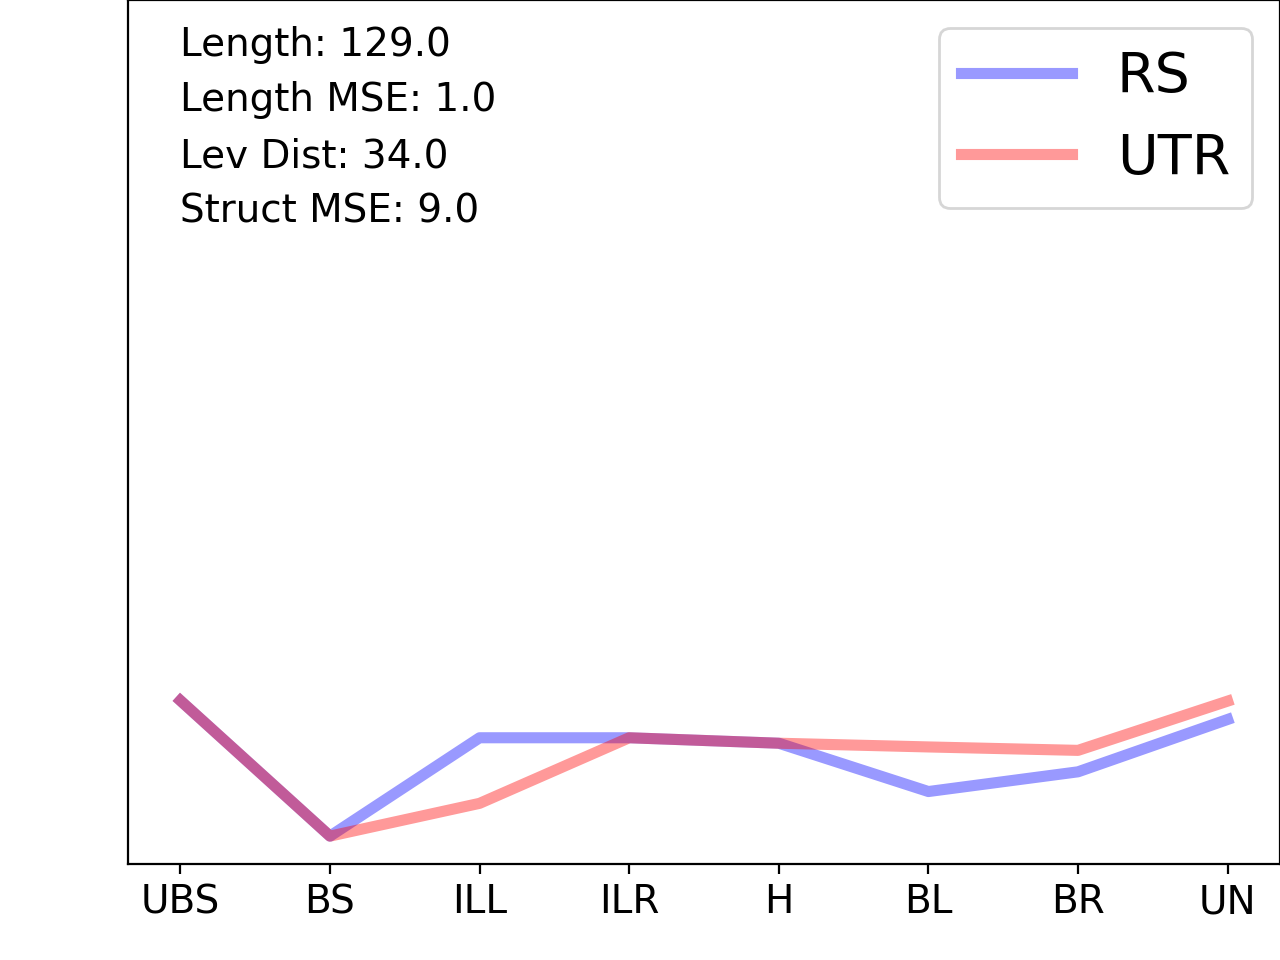 Length: 129.0
Length MSE: 1.0
Lev Dist: 34.0
Struct MSE: 9.0
RS
UTR
UBS BS ILL ILR H BL BR UN